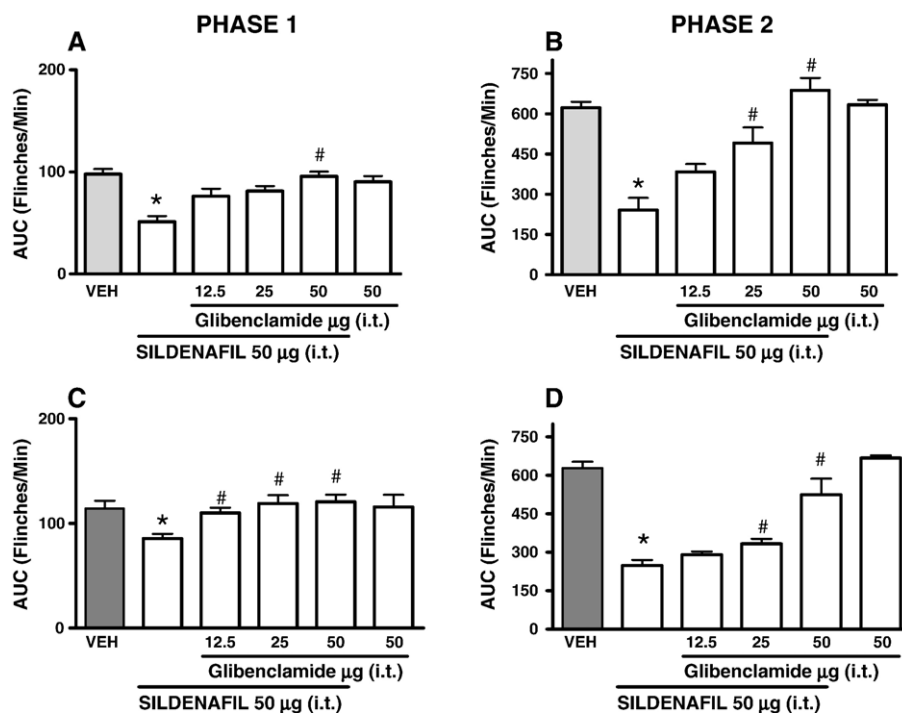 PHASE 1
PHASE 2
A
AUC (Flinches/Min)
200
100
0
*
#
VEH
12.5 25 50 50
Glibenclamide µg (i.t.)
SILDENAFIL 50 µg (i.t.)
B
AUC (Flinches/Min)
750
600
450
300
150
0
*
#
#
VEH
12.5 25 50 50
Glibenclamide µg (i.t.)
SILDENAFIL 50 µg (i.t.)
C
AUC (Flinches/Min)
200
100
0
*
# # #
VEH
12.5 25 50 50
Glibenclamide µg (i.t.)
SILDENAFIL 50 µg (i.t.)
D
AUC (Flinches/Min)
750
600
450
300
150
0
*
#
#
VEH
12.5 25 50 50
Glibenclamide µg (i.t.)
SILDENAFIL 50 µg (i.t.)